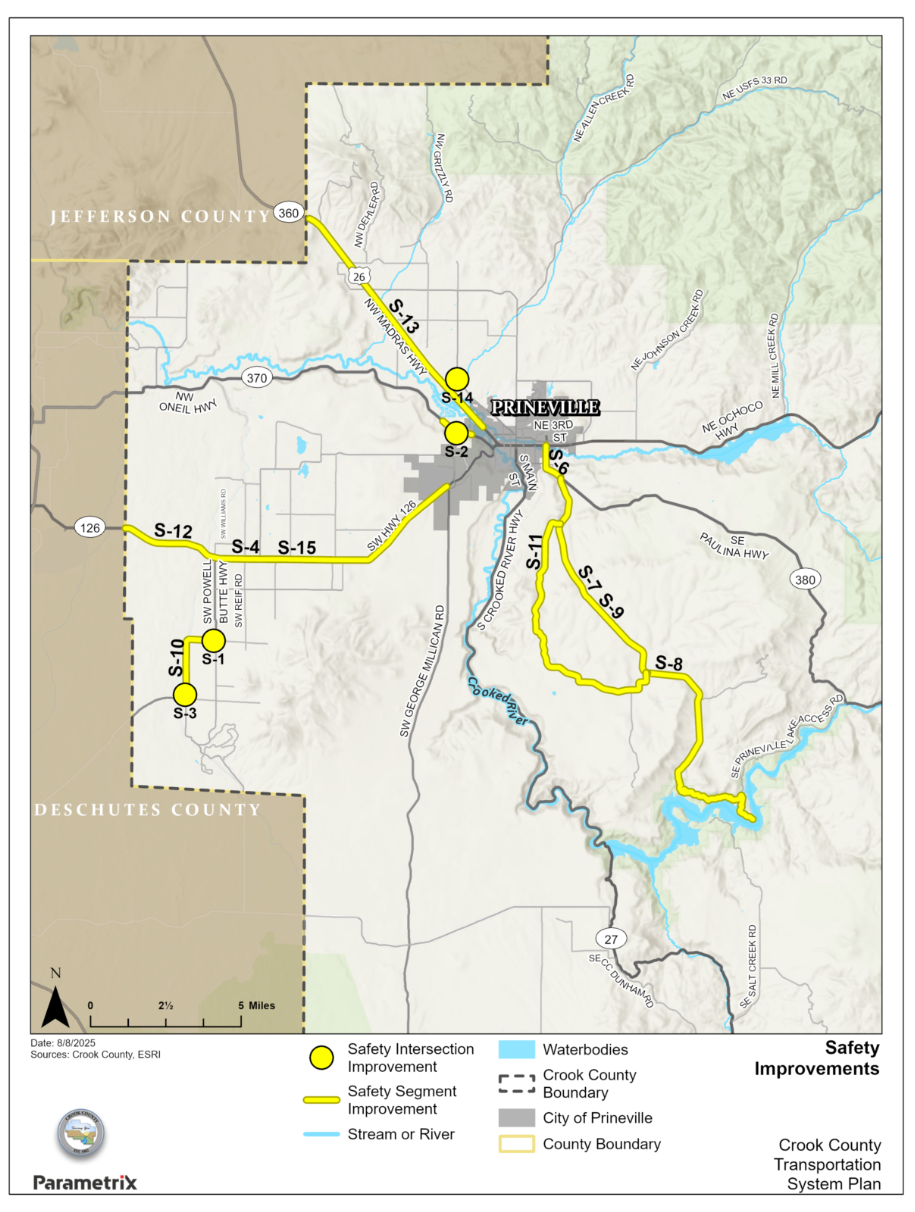 NE ALLEN CREEK RD
NE USFS 33 RD
NW GRIZZLY RD
NW DEHLER RD
JEFFERSON COUNTY
360
26
S-13
NW MADRAS HWY
NE JOHNSON CREEK RD
NE MILL CREEK RD
370
NW
ONEIL HWY
S-14
PRINEVILLE
NE 3RD
ST
NE OCHOCO
HWY
S-2
S-6
S MAIN
ST
SW WILLIAMS RD
126
S-12
S-4
S-15
SW HWY 126
S CROOKED RIVER HWY
S-11
SE
PAULINA HWY
380
SW POWELL
BUTTE HWY
SW REIF RD
S-7 S-9
S-10
S-1
S-8
S-3
SW GEORGE MILLICAN RD
Crooked River
SE PRINEVILLE LAKE ACCESS RD
DESCHUTES COUNTY
27
SE CC DUNHAM RD
SE SALT CREEK RD
N
0 2½ 5 Miles
Date: 8/8/2025
Sources: Crook County, ESRI
Safety Intersection
Improvement
Safety Segment
Improvement
Stream or River
Waterbodies
Crook County
Boundary
City of Prineville
County Boundary
Safety
Improvements
CROOK COUNTY
Parametrix
Crook County
Transportation
System Plan